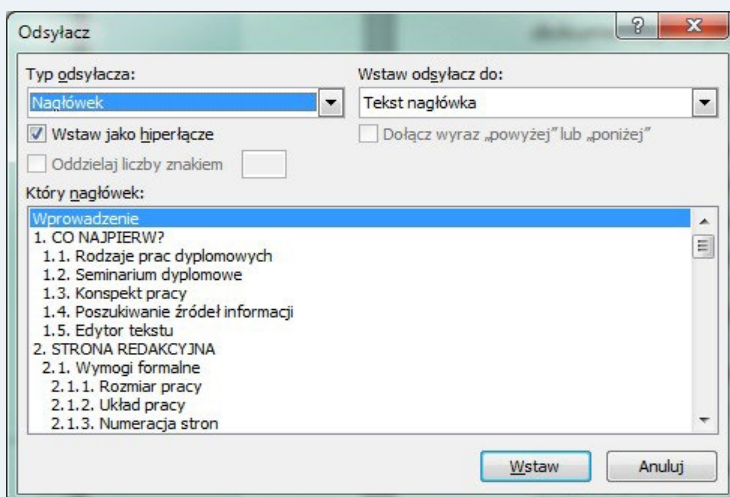 Odsyłacz
Typ odsyłacza:
Wstaw odsyłacz do:
Nagłówek
Tekst nagłówka
Wstaw jako hiperłącze
Dołącz wyraz „powyżej” lub „poniżej”
Oddzielaj liczby znakiem
Który nagłówek:
Wprowadzenie
1. CO NAJPIERW?
1.1. Rodzaje prac dyplomowych
1.2. Seminarium dyplomowe
1.3. Konspekt pracy
1.4. Poszukiwanie źródeł informacji
1.5. Edytor tekstu
2. STRONA REDAKCYJNA
2.1. Wymogi formalne
2.1.1. Rozmiar pracy
2.1.2. Układ pracy
2.1.3. Numeracja stron
Wstaw
Anuluj